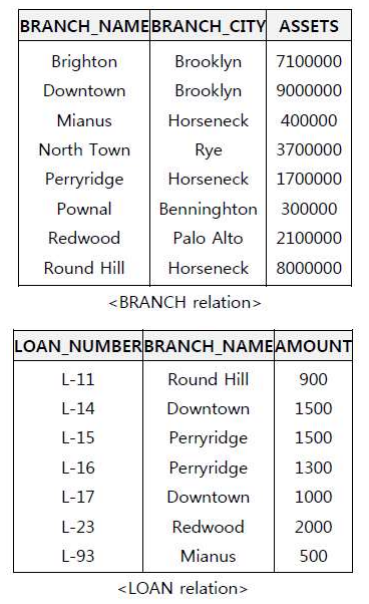 BRANCH_NAME BRANCH_CITY ASSETS
Brighton Brooklyn 7100000
Downtown Brooklyn 9000000
Mianus Horseneck 400000
North Town Rye 3700000
Perryridge Horseneck 1700000
Pownal Benninghton 300000
Redwood Palo Alto 2100000
Round Hill Horseneck 8000000
<BRANCH relation>
LOAN_NUMBER BRANCH_NAME AMOUNT
L-11 Round Hill 900
L-14 Downtown 1500
L-15 Perryridge 1500
L-16 Perryridge 1300
L-17 Downtown 1000
L-23 Redwood 2000
L-93 Mianus 500
<LOAN relation>